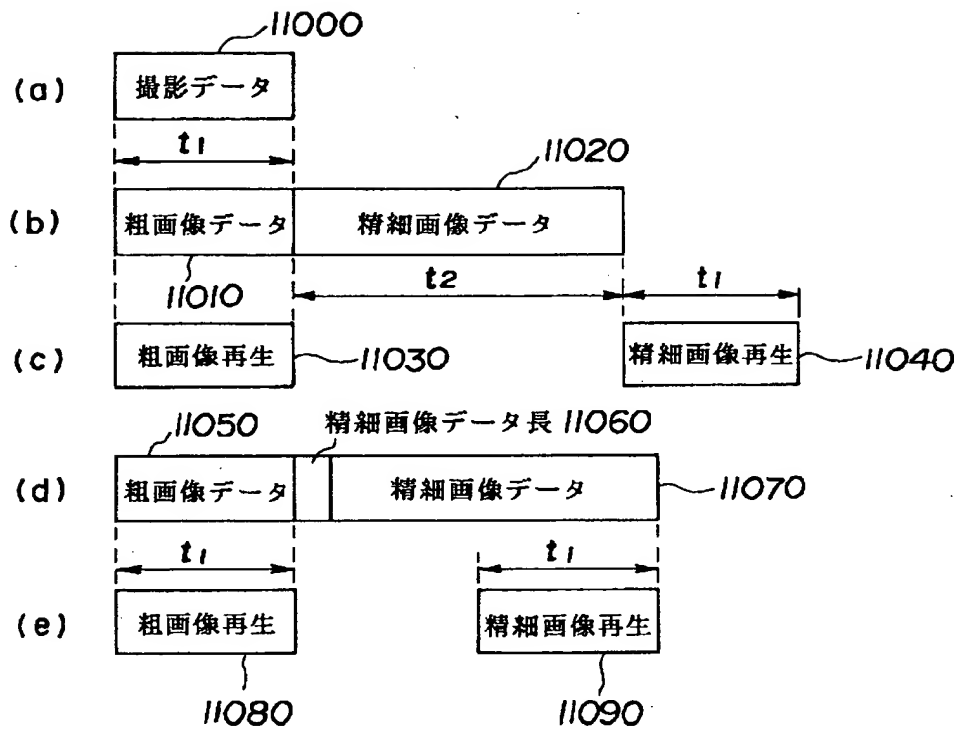 11000
(a) 撮影データ
t1
11020
(b) 粗画像データ 精細画像データ
11010 t2 t1
(c) 粗画像再生 11030 精細画像再生 11040
11050 精細画像データ長 11060
(d) 粗画像データ 精細画像データ 11070
t1 t1
(e) 粗画像再生 精細画像再生
11080 11090